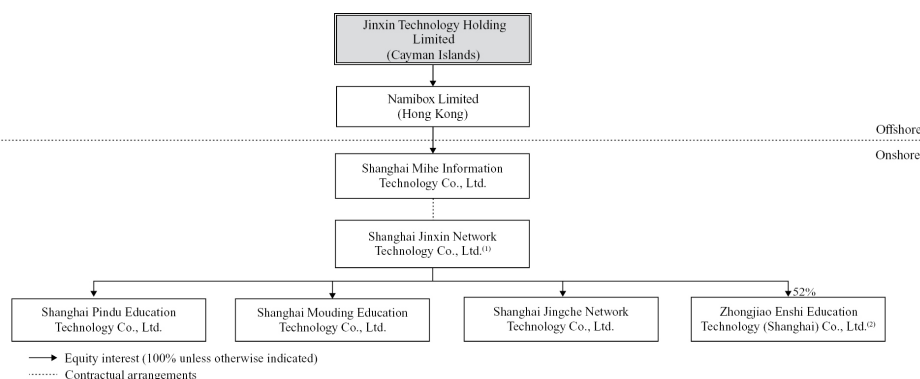 Jinxin Technology Holding
Limited
(Cayman Islands)
Namibox Limited
(Hong Kong)
Offshore
Onshore
Shanghai Mihe Information
Technology Co., Ltd.
Shanghai Jinxin Network
Technology Co., Ltd.(1)
52%
Shanghai Pindu Education
Technology Co., Ltd.
Shanghai Mouding Education
Technology Co., Ltd.
Shanghai Jingche Network
Technology Co., Ltd.
Zhongjiao Enshi Education
Technology (Shanghai) Co., Ltd.(2)
Equity interest (100% unless otherwise indicated)
Contractual arrangements